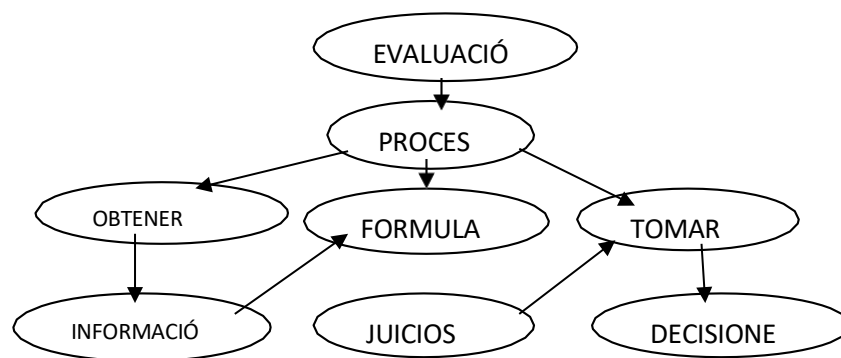 EVALUACIÓ
PROCES
OBTENER
FORMULA
TOMAR
INFORMACIÓ
JUICIOS
DECISIONE